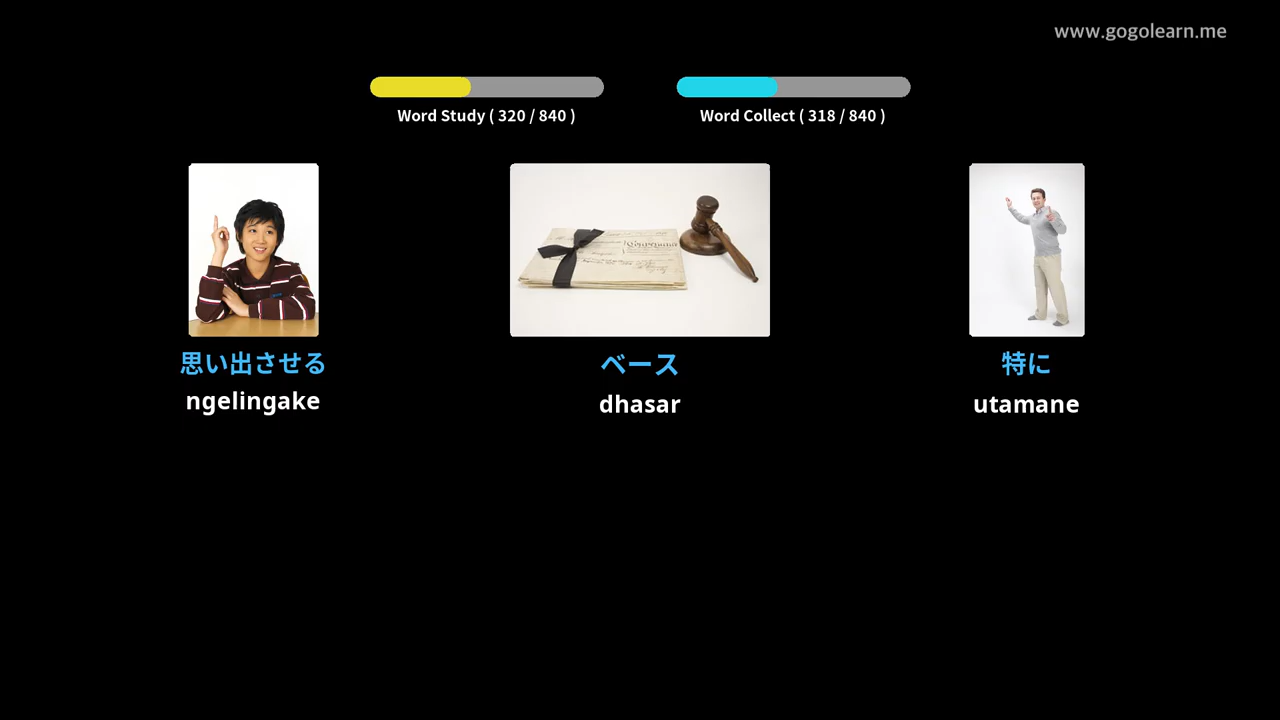 www.gogolearn.me
Word Study ( 320 / 840 )
Word Collect ( 318 / 840 )
思い出させる
ngelingake
ベース
dhasar
特に
utamane